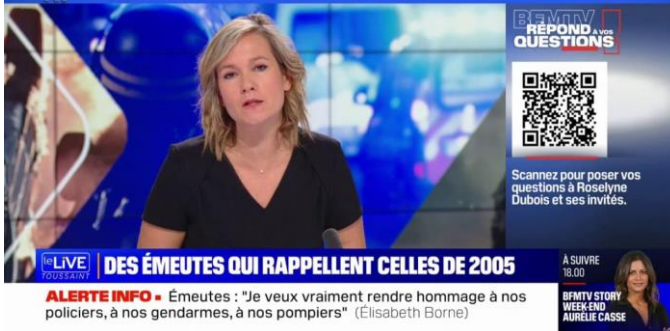 BFMTV
RÉPOND À VOS
QUESTIONS !
Scannez pour poser vos
questions à Roselyne
Dubois et ses invités.
le LIVE
TOUSSAINT
DES ÉMEUTES QUI RAPPELLENT CELLES DE 2005
À SUIVRE
18.00
BFMTV STORY
WEEK-END
AURÉLIE CASSE
ALERTE INFO Émeutes : "Je veux vraiment rendre hommage à nos
policiers, à nos gendarmes, à nos pompiers" (Élisabeth Borne)